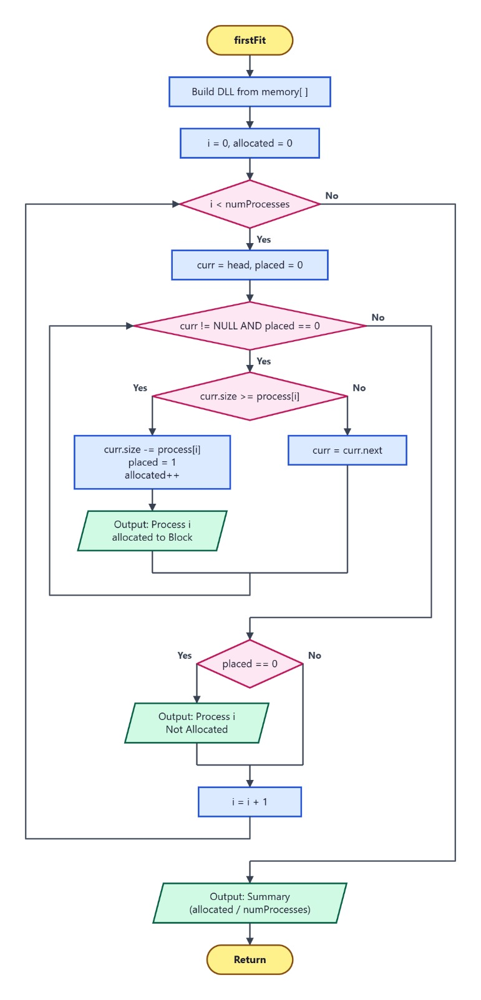 firstFit
Build DLL from memory[ ]
i = 0, allocated = 0
i < numProcesses
No
Yes
curr = head, placed = 0
curr != NULL AND placed == 0
No
Yes
curr.size >= process[i]
Yes
No
curr.size -= process[i]
placed = 1
allocated++
curr = curr.next
Output: Process i
allocated to Block
placed == 0
Yes
No
Output: Process i
Not Allocated
i = i + 1
Output: Summary
(allocated / numProcesses)
Return